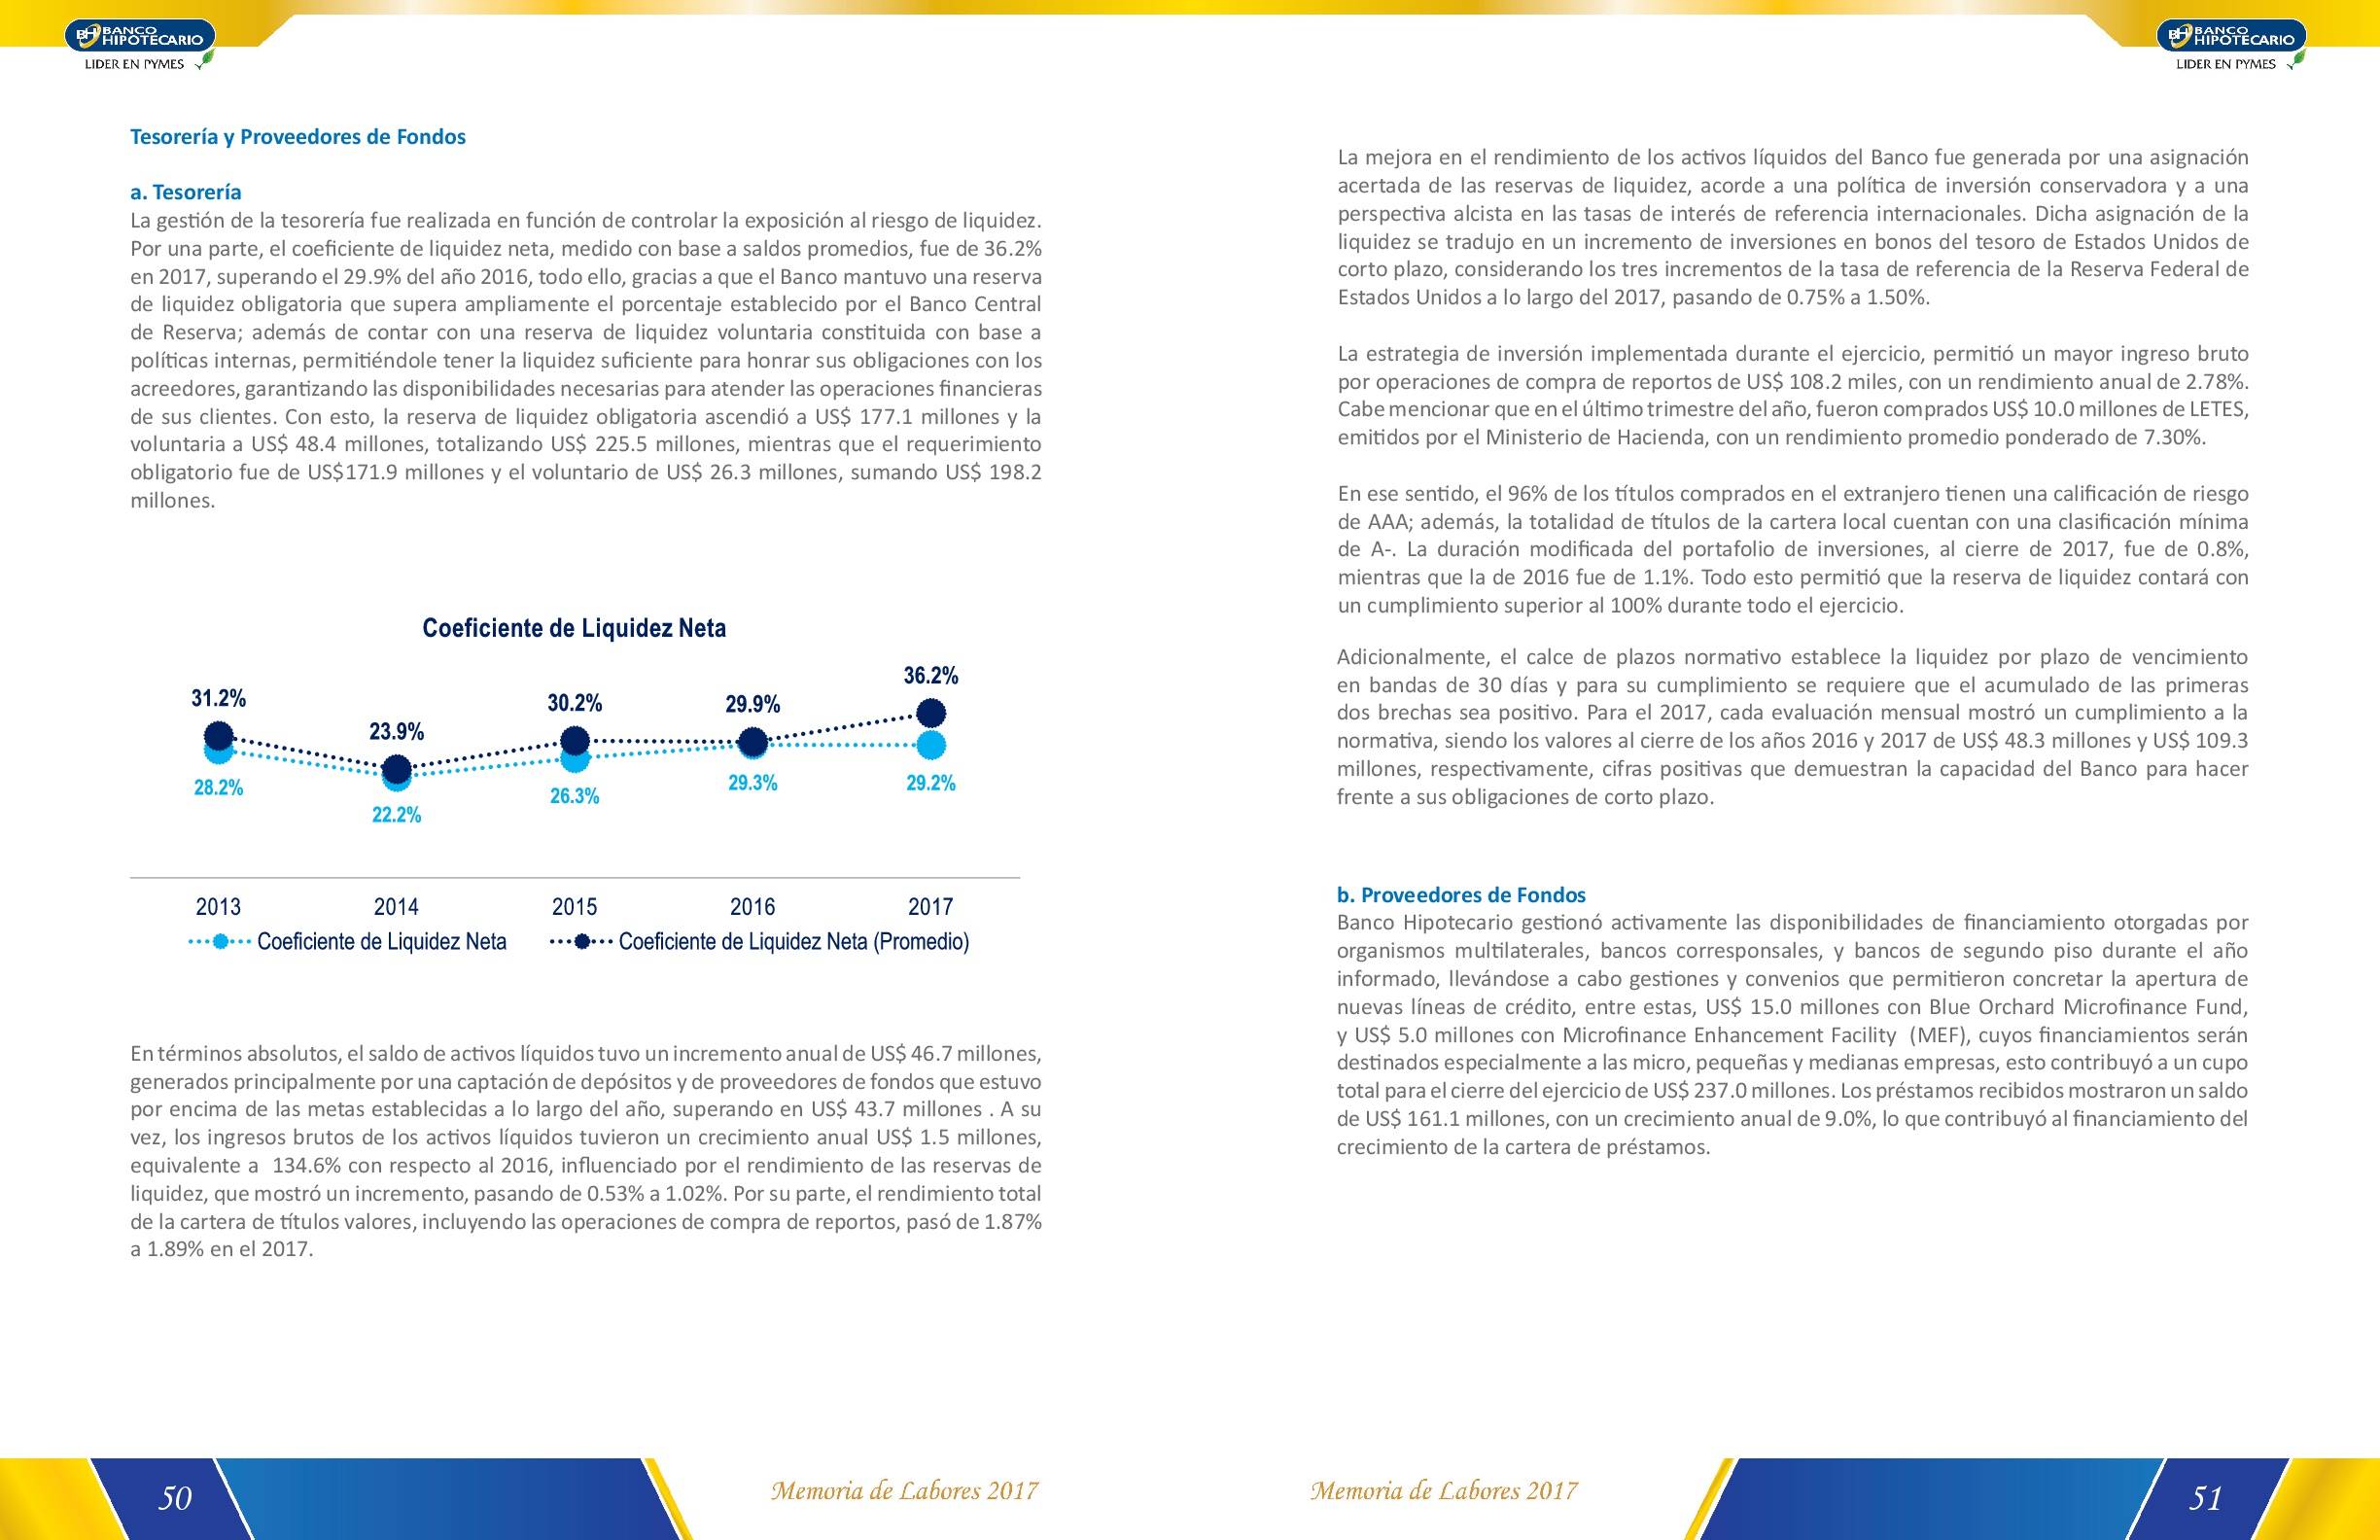 BH BANCO
HIPOTECARIO
LIDER EN PYMES
Tesorería y Proveedores de Fondos
a. Tesorería
La gestión de la tesorería fue realizada en función de controlar la exposición al riesgo de liquidez.
Por una parte, el coeficiente de liquidez neta, medido con base a saldos promedios, fue de 36.2%
en 2017, superando el 29.9% del año 2016, todo ello, gracias a que el Banco mantuvo una reserva
de liquidez obligatoria que supera ampliamente el porcentaje establecido por el Banco Central
de Reserva; además de contar con una reserva de liquidez voluntaria constituida con base a
políticas internas, permitiéndole tener la liquidez suficiente para honrar sus obligaciones con los
acreedores, garantizando las disponibilidades necesarias para atender las operaciones financieras
de sus clientes. Con esto, la reserva de liquidez obligatoria ascendió a US$ 177.1 millones y la
voluntaria a US$ 48.4 millones, totalizando US$ 225.5 millones, mientras que el requerimiento
obligatorio fue de US$171.9 millones y el voluntario de US$ 26.3 millones, sumando US$ 198.2
millones.
Coeficiente de Liquidez Neta
31.2% 23.9% 30.2% 29.9% 36.2%
28.2% 22.2% 26.3% 29.3% 29.2%
2013 2014 2015 2016 2017
Coeficiente de Liquidez Neta Coeficiente de Liquidez Neta (Promedio)
En términos absolutos, el saldo de activos líquidos tuvo un incremento anual de US$ 46.7 millones,
generados principalmente por una captación de depósitos y de proveedores de fondos que estuvo
por encima de las metas establecidas a lo largo del año, superando en US$ 43.7 millones . A su
vez, los ingresos brutos de los activos líquidos tuvieron un crecimiento anual US$ 1.5 millones,
equivalente a  134.6% con respecto al 2016, influenciado por el rendimiento de las reservas de
liquidez, que mostró un incremento, pasando de 0.53% a 1.02%. Por su parte, el rendimiento total
de la cartera de títulos valores, incluyendo las operaciones de compra de reportos, pasó de 1.87%
a 1.89% en el 2017.
50
Memoria de Labores 2017
BH BANCO
HIPOTECARIO
LIDER EN PYMES
La mejora en el rendimiento de los activos líquidos del Banco fue generada por una asignación
acertada de las reservas de liquidez, acorde a una política de inversión conservadora y a una
perspectiva alcista en las tasas de interés de referencia internacionales. Dicha asignación de la
liquidez se tradujo en un incremento de inversiones en bonos del tesoro de Estados Unidos de
corto plazo, considerando los tres incrementos de la tasa de referencia de la Reserva Federal de
Estados Unidos a lo largo del 2017, pasando de 0.75% a 1.50%.
La estrategia de inversión implementada durante el ejercicio, permitió un mayor ingreso bruto
por operaciones de compra de reportos de US$ 108.2 miles, con un rendimiento anual de 2.78%.
Cabe mencionar que en el último trimestre del año, fueron comprados US$ 10.0 millones de LETES,
emitidos por el Ministerio de Hacienda, con un rendimiento promedio ponderado de 7.30%.
En ese sentido, el 96% de los títulos comprados en el extranjero tienen una calificación de riesgo
de AAA; además, la totalidad de títulos de la cartera local cuentan con una clasificación mínima
de A-. La duración modificada del portafolio de inversiones, al cierre de 2017, fue de 0.8%,
mientras que la de 2016 fue de 1.1%. Todo esto permitió que la reserva de liquidez contará con
un cumplimiento superior al 100% durante todo el ejercicio.
Adicionalmente, el calce de plazos normativo establece la liquidez por plazo de vencimiento
en bandas de 30 días y para su cumplimiento se requiere que el acumulado de las primeras
dos brechas sea positivo. Para el 2017, cada evaluación mensual mostró un cumplimiento a la
normativa, siendo los valores al cierre de los años 2016 y 2017 de US$ 48.3 millones y US$ 109.3
millones, respectivamente, cifras positivas que demuestran la capacidad del Banco para hacer
frente a sus obligaciones de corto plazo.
b. Proveedores de Fondos
Banco Hipotecario gestionó activamente las disponibilidades de financiamiento otorgadas por
organismos multilaterales, bancos corresponsales, y bancos de segundo piso durante el año
informado, llevándose a cabo gestiones y convenios que permitieron concretar la apertura de
nuevas líneas de crédito, entre estas, US$ 15.0 millones con Blue Orchard Microfinance Fund,
y US$ 5.0 millones con Microfinance Enhancement Facility  (MEF), cuyos financiamientos serán
destinados especialmente a las micro, pequeñas y medianas empresas, esto contribuyó a un cupo
total para el cierre del ejercicio de US$ 237.0 millones. Los préstamos recibidos mostraron un saldo
de US$ 161.1 millones, con un crecimiento anual de 9.0%, lo que contribuyó al financiamiento del
crecimiento de la cartera de préstamos.
Memoria de Labores 2017
51